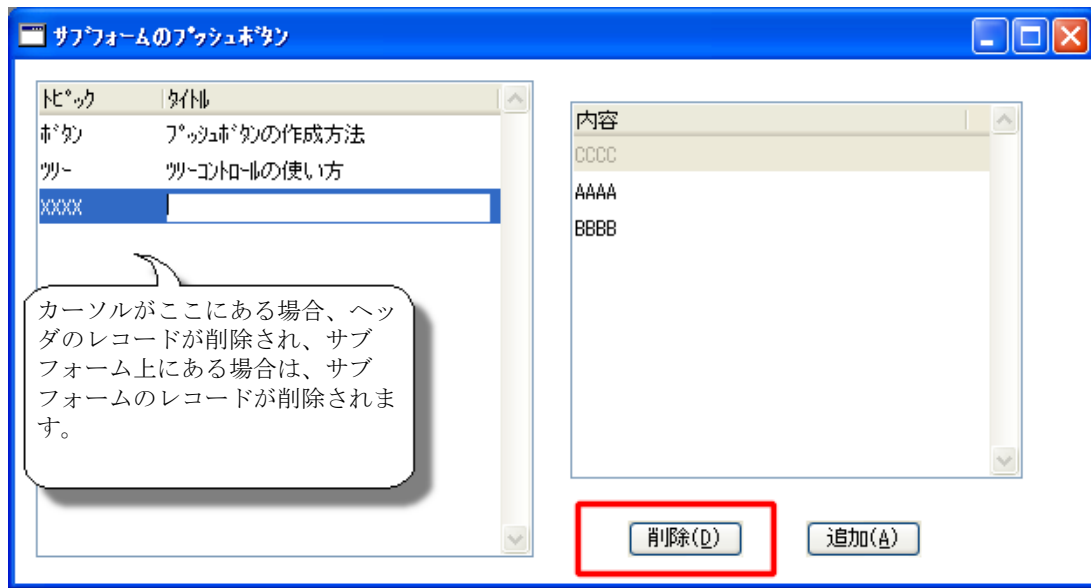 サブフォームのプッシュボタン
トピック タイトル
ボタン プッシュボタンの作成方法
ツリー ツリーコントロールの使い方
XXXX
カーソルがここにある場合、ヘッ
ダのレコードが削除され、サブ
フォーム上にある場合は、サブ
フォームのレコードが削除されま
す。
内容
CCCC
AAAA
BBBB
削除(D) 追加(A)